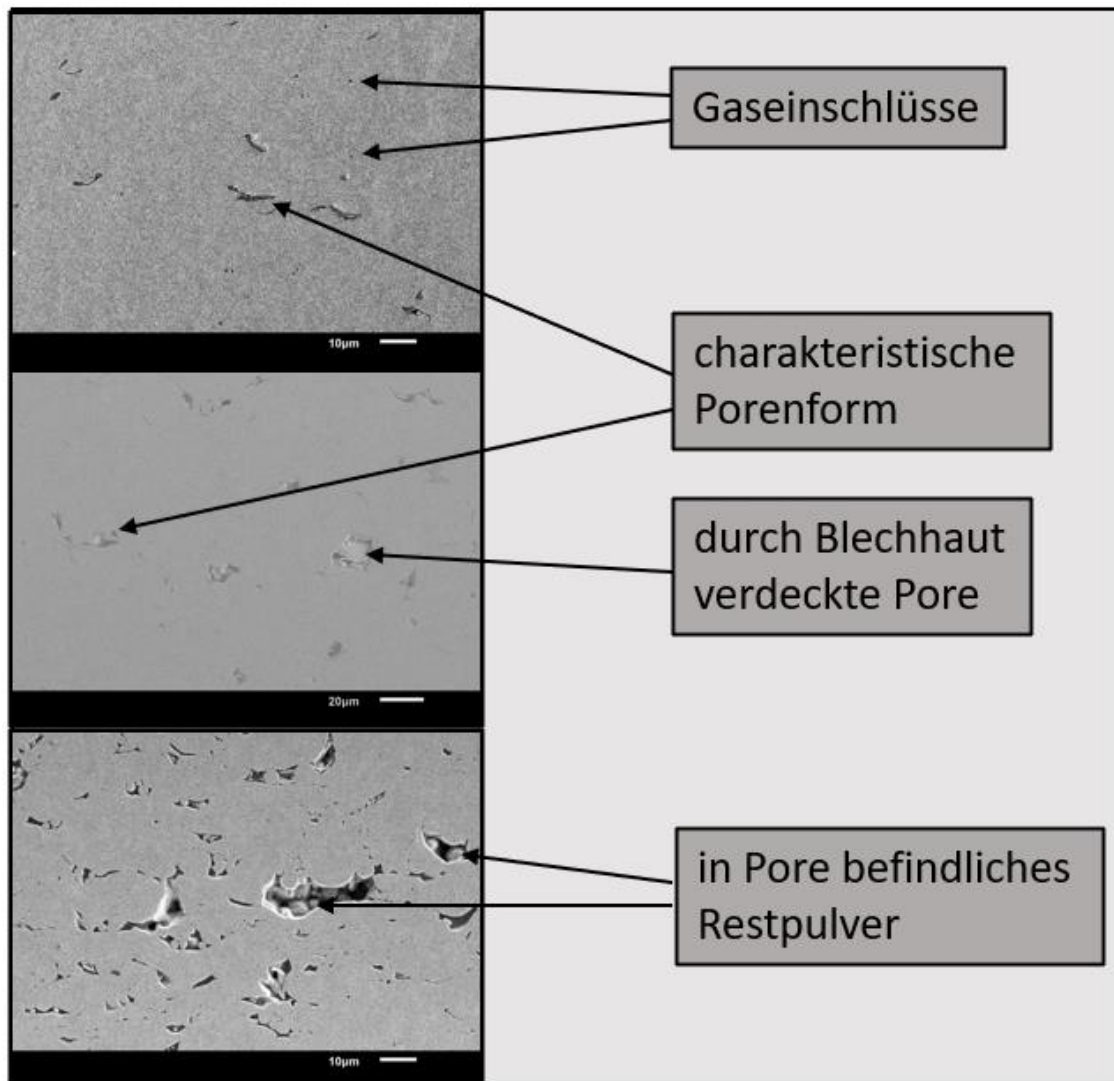 Gaseinschlüsse
10µm
charakteristische
Porenform
durch Blechhaut
verdeckte Pore
20µm
in Pore befindliches
Restpulver
10µm